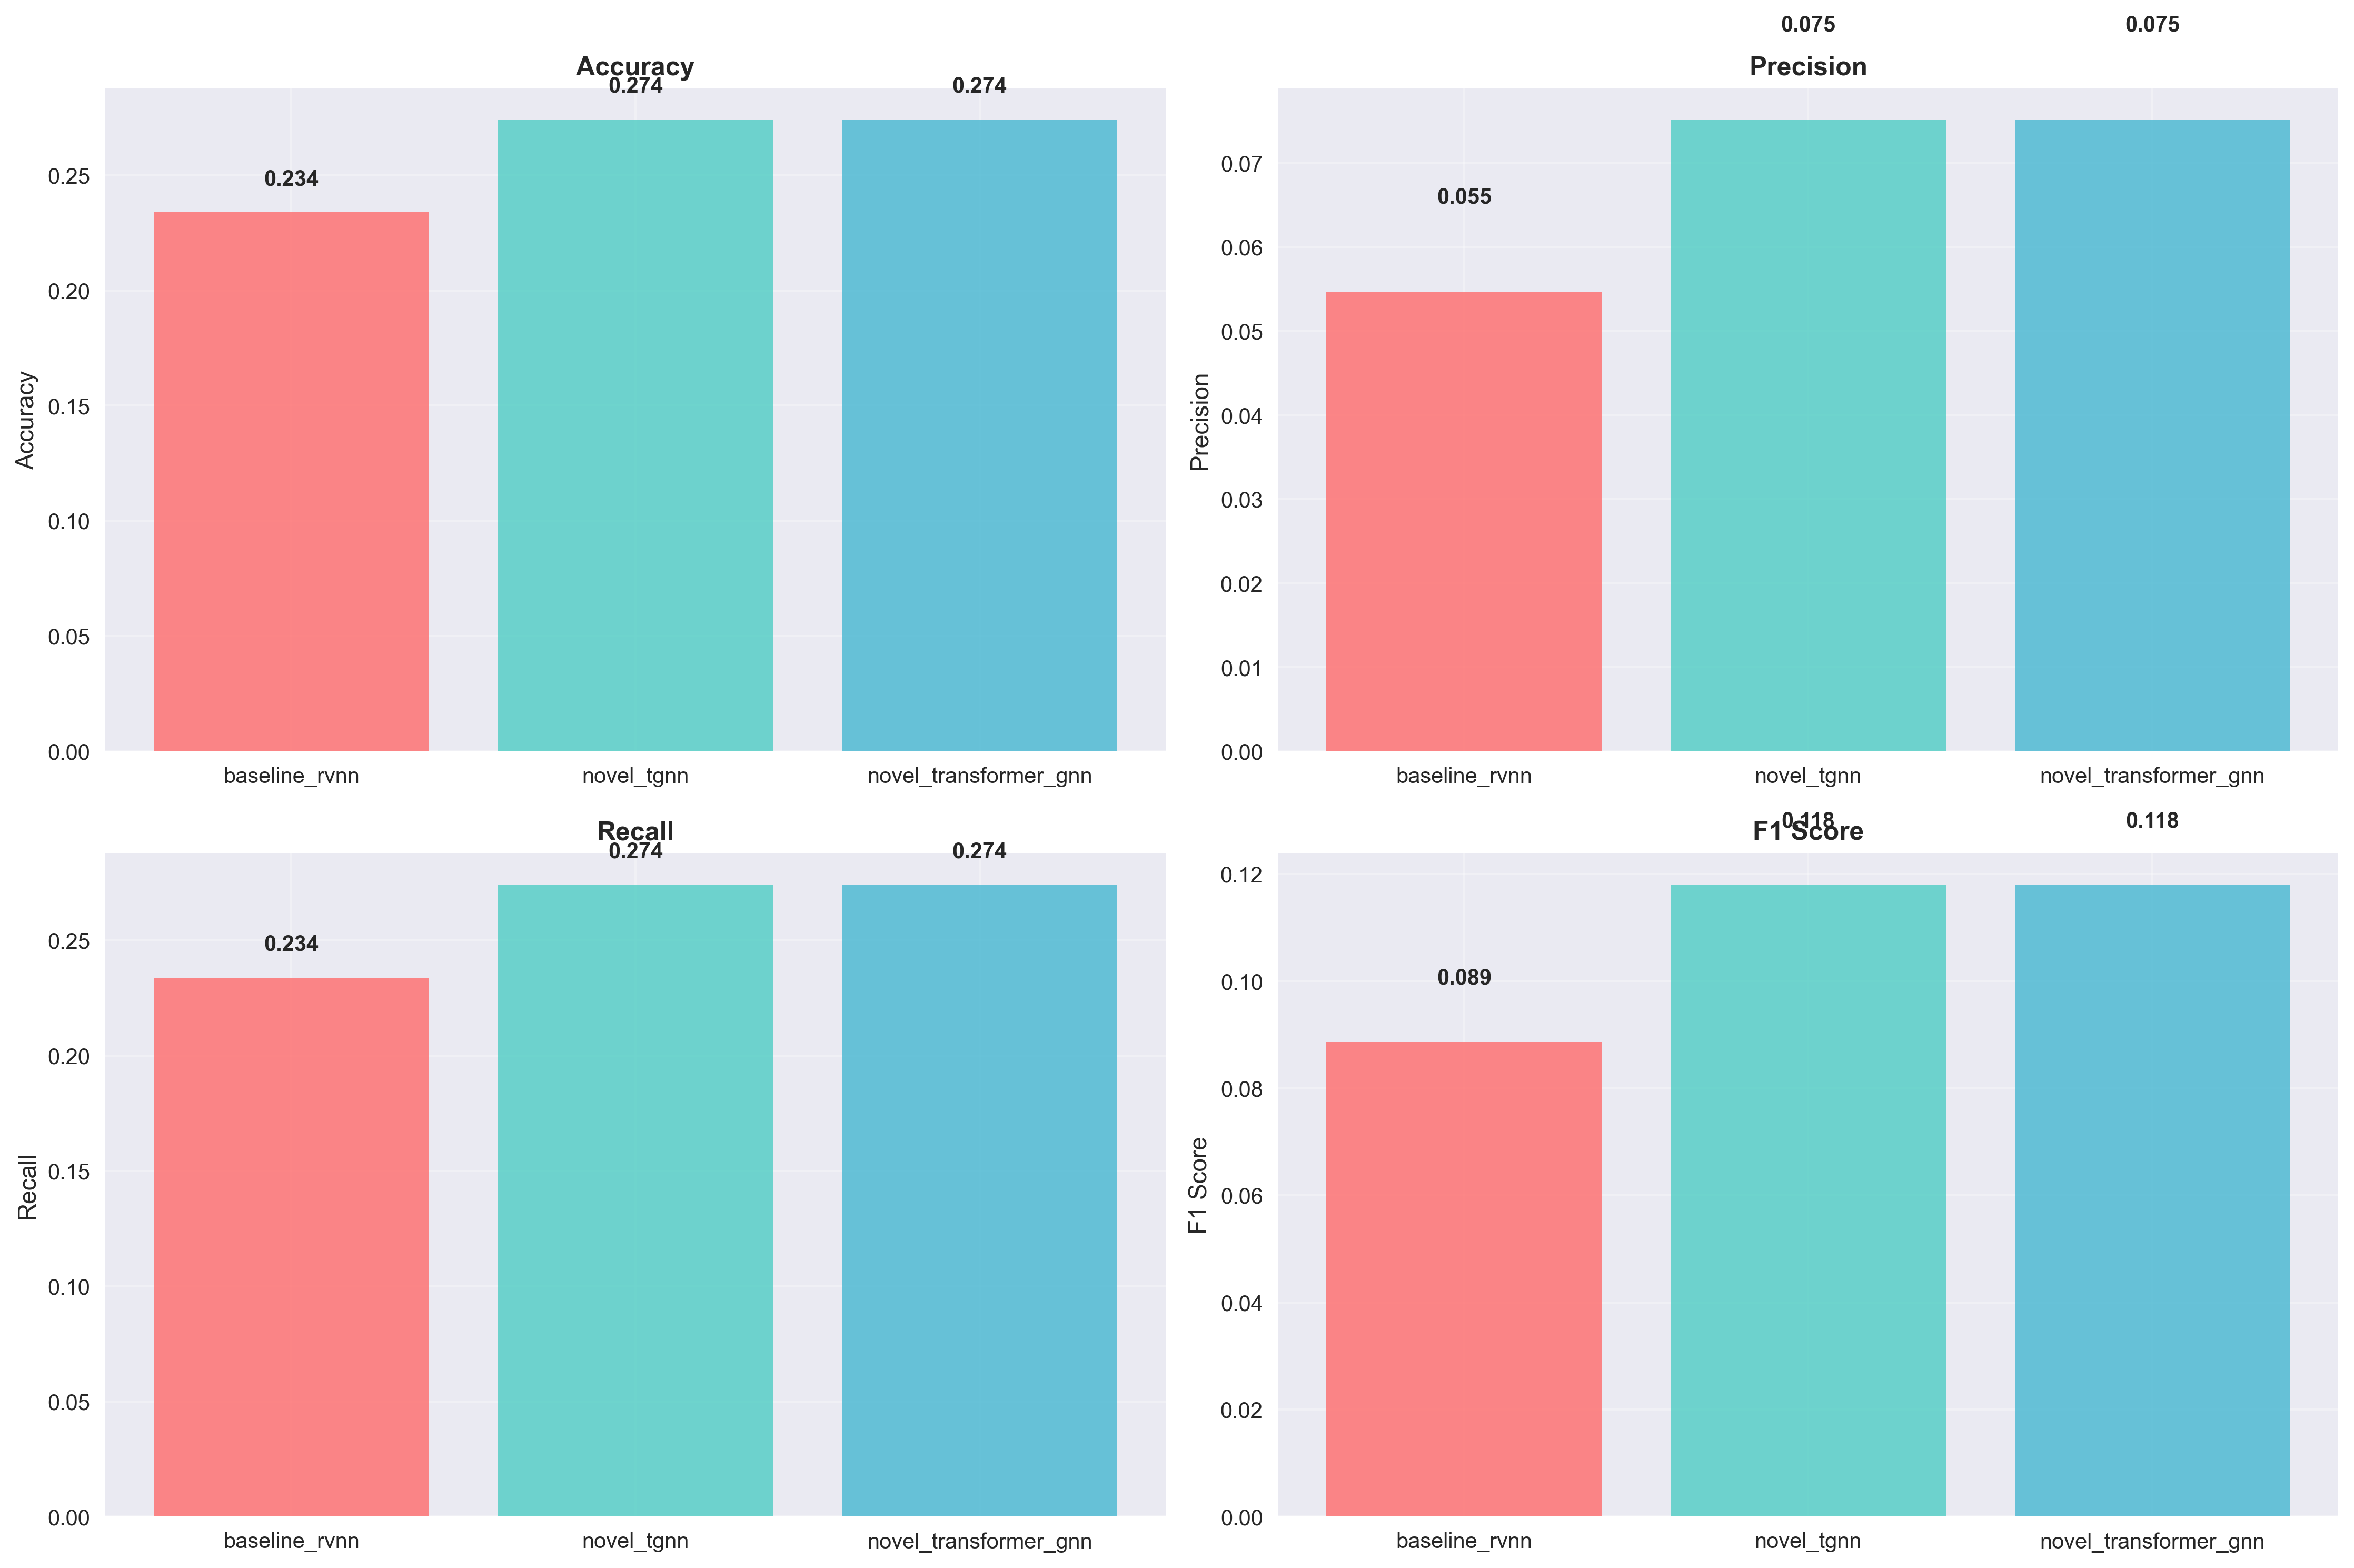 Accuracy
0.234
0.274
0.274
Accuracy
0.25
0.20
0.15
0.10
0.05
0.00
baseline_rvnn
novel_tgnn
novel_transformer_gnn
0.075
0.075
Precision
0.055
Precision
0.07
0.06
0.05
0.04
0.03
0.02
0.01
0.00
baseline_rvnn
novel_tgnn
novel_transformer_gnn
Recall
0.274
0.274
0.234
Recall
0.25
0.20
0.15
0.10
0.05
0.00
baseline_rvnn
novel_tgnn
novel_transformer_gnn
0.118
0.118
F1 Score
0.089
F1 Score
0.12
0.10
0.08
0.06
0.04
0.02
0.00
baseline_rvnn
novel_tgnn
novel_transformer_gnn